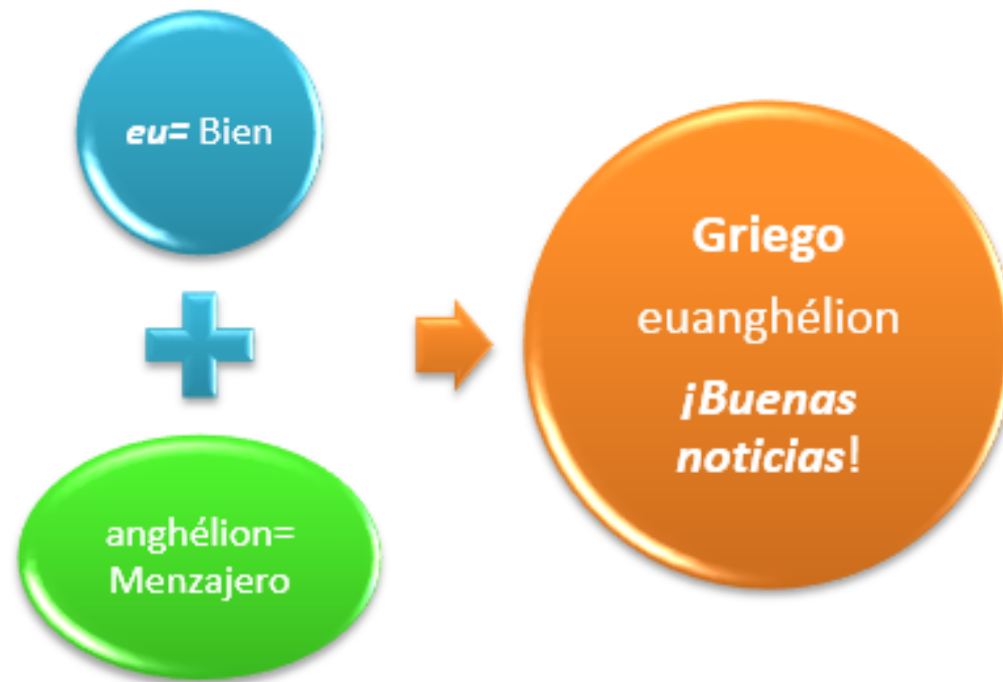 eu= Bien
anghélion=
Menzajero
Griego
euanghélion
¡Buenas
noticias!